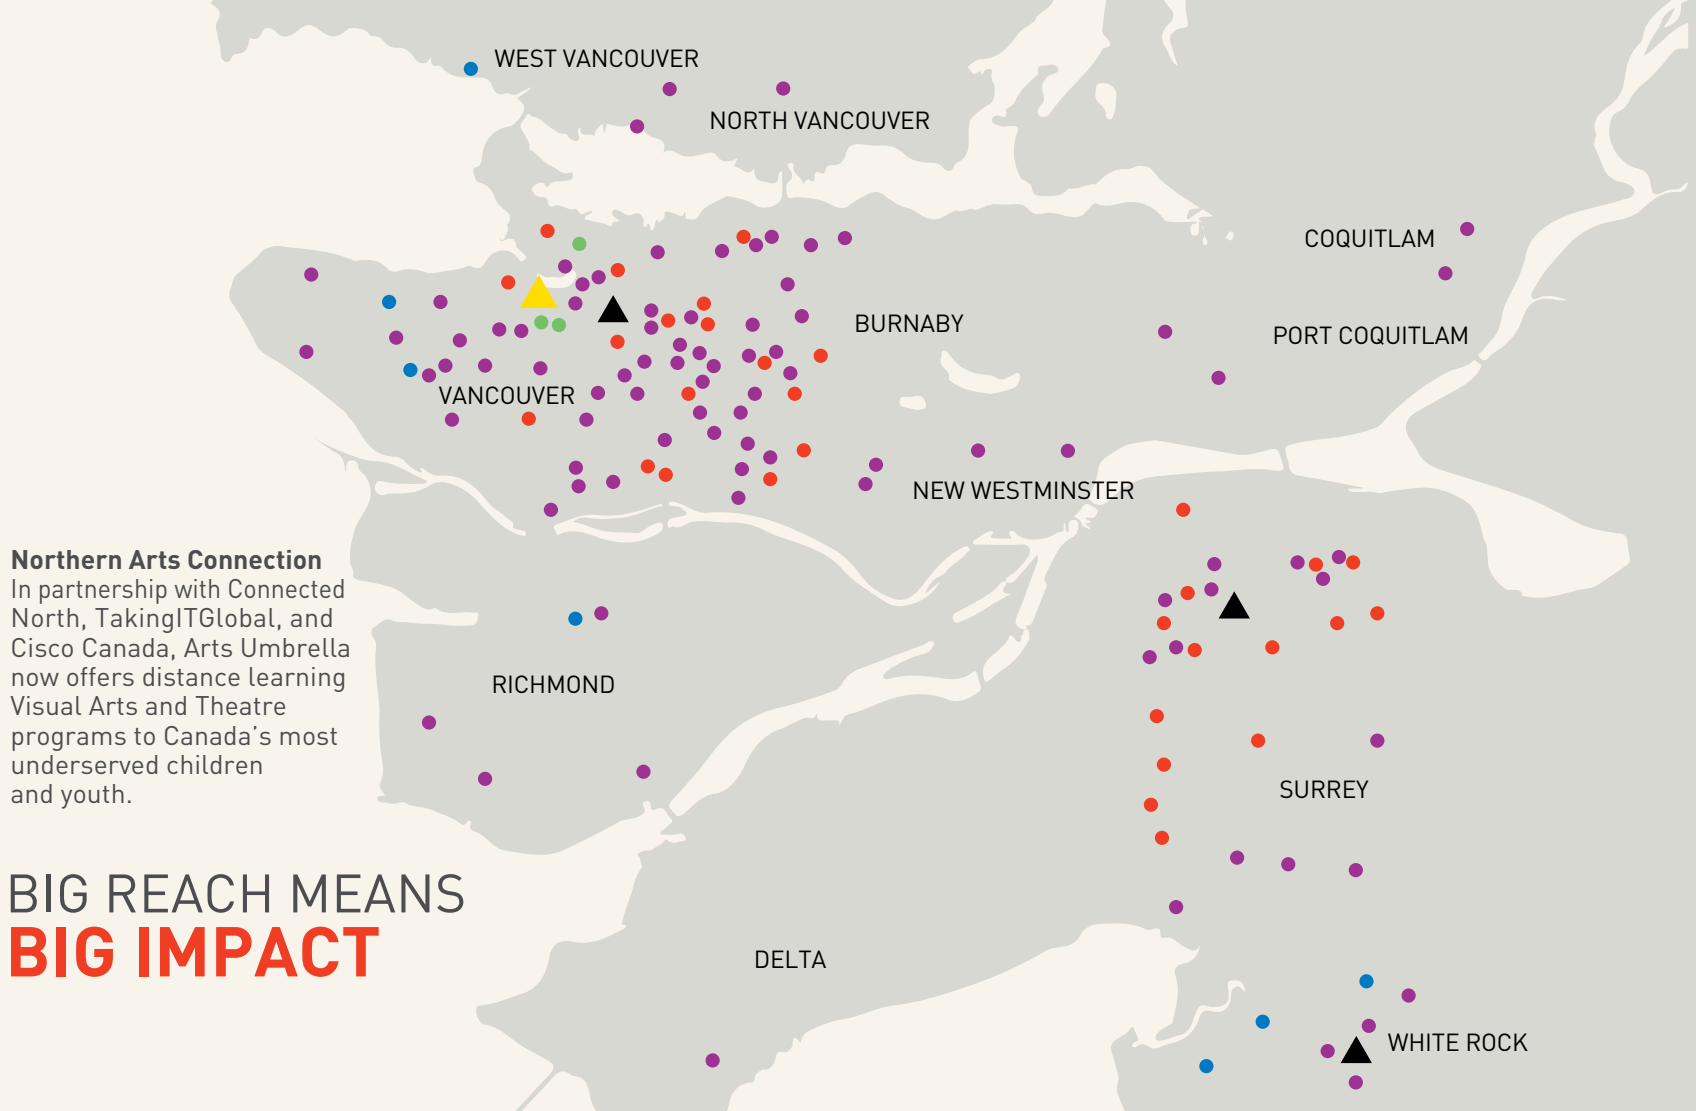 WEST VANCOUVER
NORTH VANCOUVER
COQUITLAM
BURNABY
PORT COQUITLAM
VANCOUVER
NEW WESTMINSTER
Northern Arts Connection
In partnership with Connected
North, TakingITGlobal, and
Cisco Canada, Arts Umbrella
now offers distance learning
Visual Arts and Theatre
programs to Canada's most
underserved children
and youth.
RICHMOND
SURREY
BIG REACH MEANS
BIG IMPACT
DELTA
WHITE ROCK